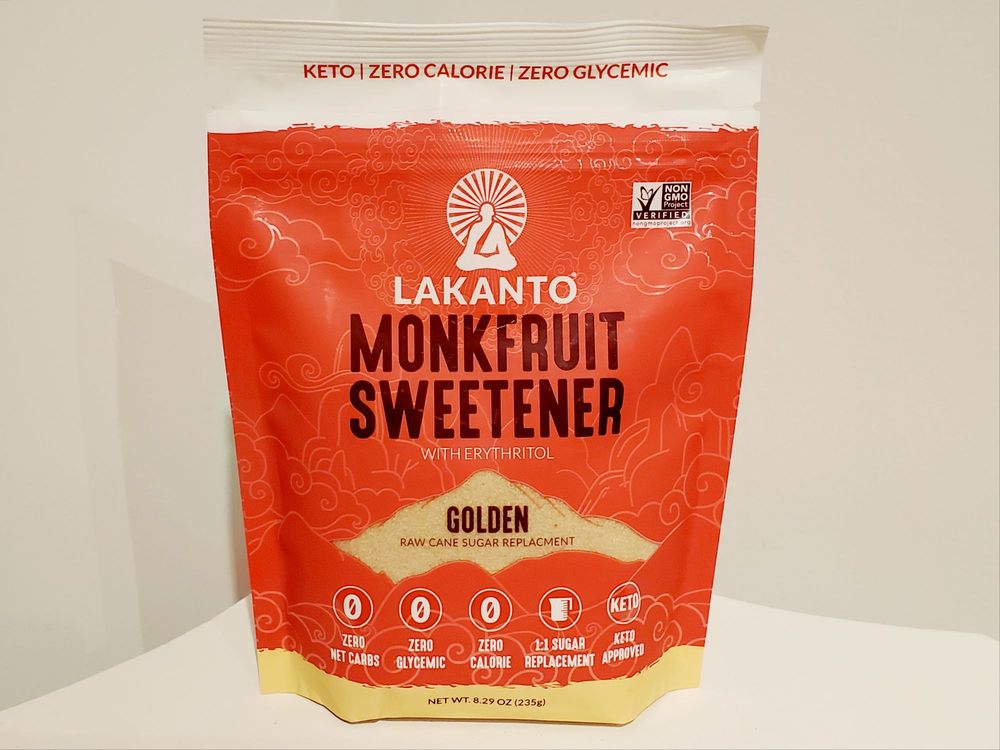 KETO | ZERO CALORIE | ZERO GLYCEMIC
NON
GMO
Project
VERIFIED
nongmoproject.org
LAKANTO®
MONKFRUIT
SWEETENER
WITH ERYTHRITOL
GOLDEN
RAW CANE SUGAR REPLACMENT
0
ZERO
NET CARBS
0
ZERO
GLYCEMIC
0
ZERO
CALORIE
1:1 SUGAR
REPLACEMENT
KETO
KETO
APPROVED
NET WT. 8.29 OZ (235g)